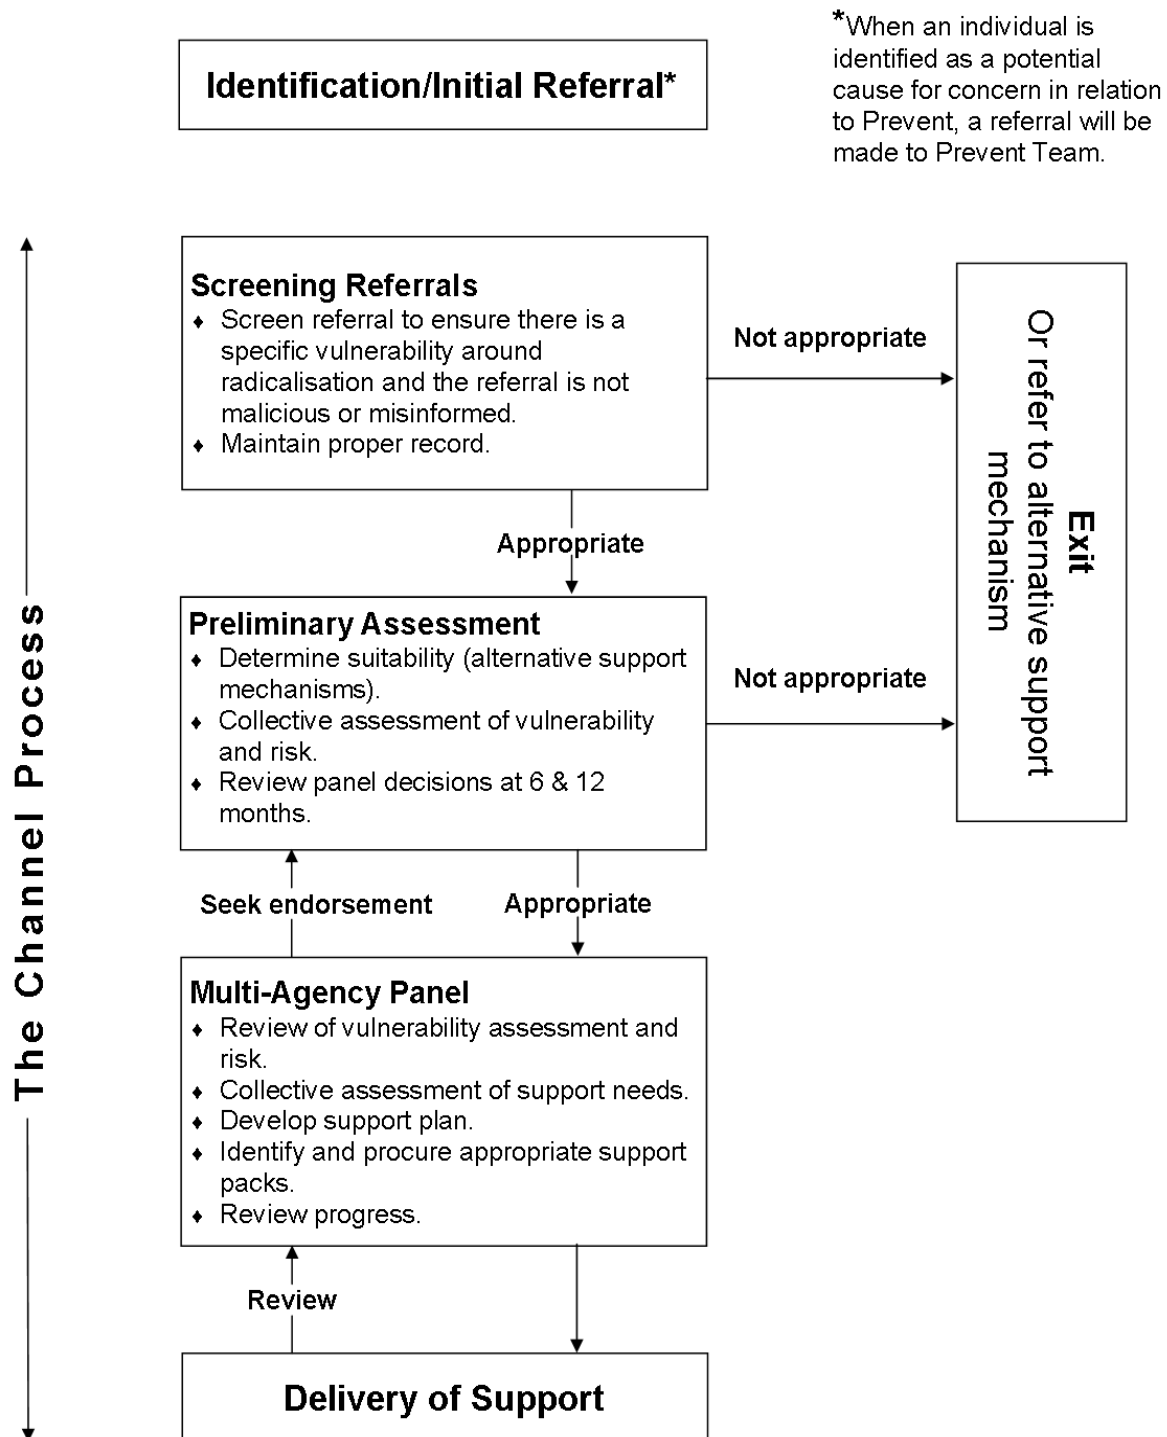 Identification/Initial Referral*
*When an individual is
identified as a potential
cause for concern in relation
to Prevent, a referral will be
made to Prevent Team.
The Channel Process
Screening Referrals
♦ Screen referral to ensure there is a
specific vulnerability around
radicalisation and the referral is not
malicious or misinformed.
♦ Maintain proper record.
Not appropriate
Exit
Or refer to alternative support
mechanism
Appropriate
Preliminary Assessment
♦ Determine suitability (alternative support
mechanisms).
♦ Collective assessment of vulnerability
and risk.
♦ Review panel decisions at 6 & 12
months.
Not appropriate
Seek endorsement
Appropriate
Multi-Agency Panel
♦ Review of vulnerability assessment and
risk.
♦ Collective assessment of support needs.
♦ Develop support plan.
♦ Identify and procure appropriate support
packs.
♦ Review progress.
Review
Delivery of Support